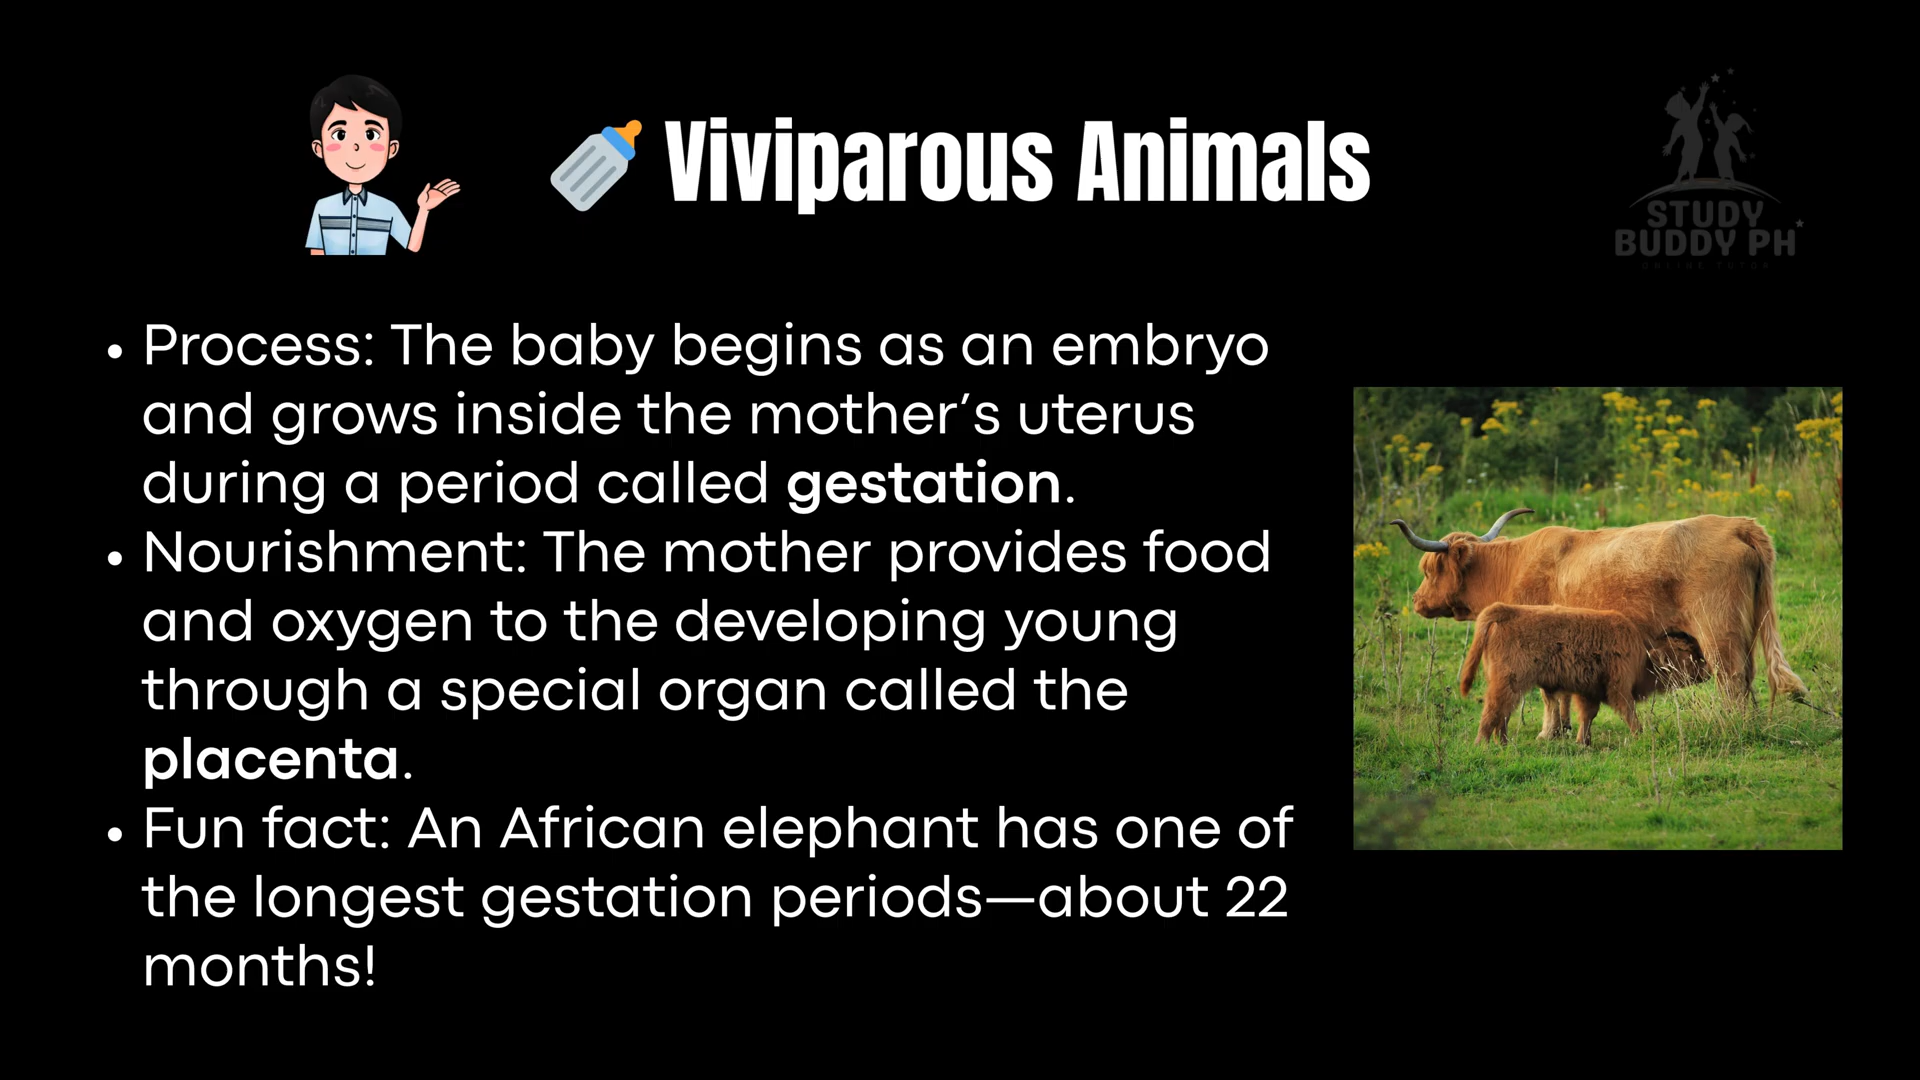 Viviparous Animals
STUDY
BUDDY PH
ONLINE TUTOR
• Process: The baby begins as an embryo
and grows inside the mother’s uterus
during a period called gestation.
• Nourishment: The mother provides food
and oxygen to the developing young
through a special organ called the
placenta.
• Fun fact: An African elephant has one of
the longest gestation periods—about 22
months!